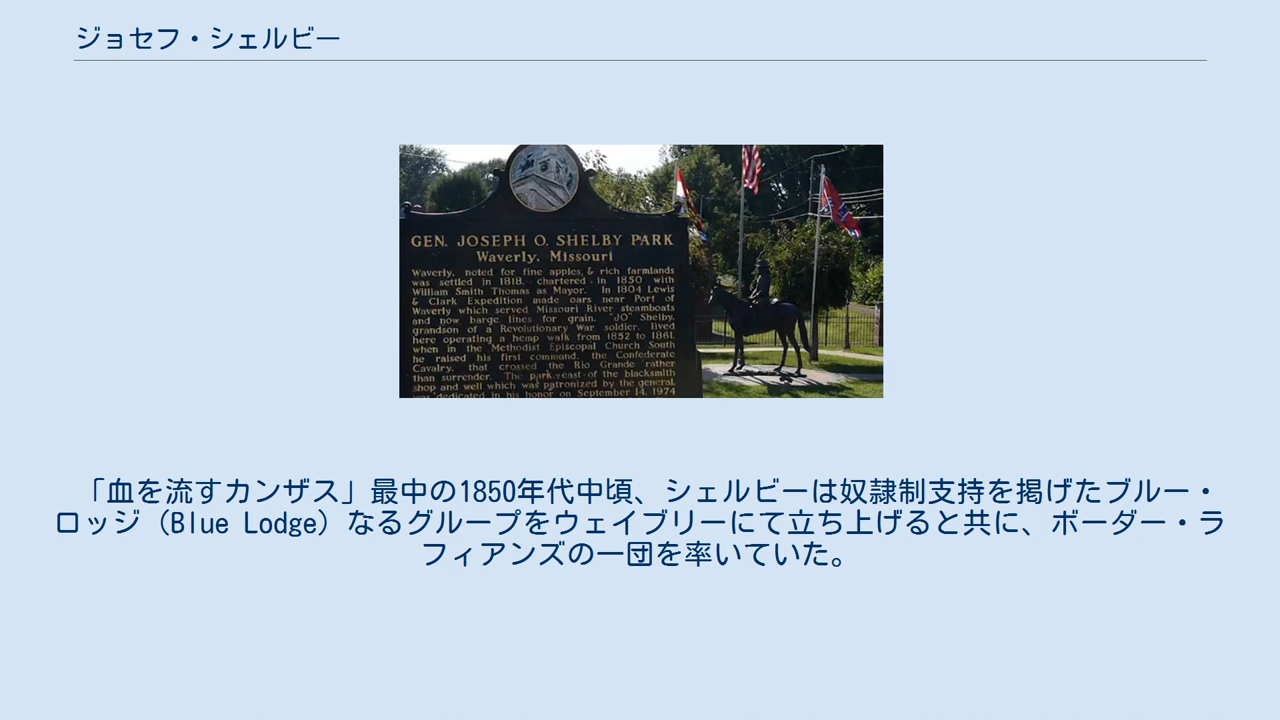 ジョセフ・シェルビー
GEN. JOSEPH O. SHELBY PARK
Waverly, Missouri
Waverly, noted for fine apples, & rich farmlands
was settled in 1818, chartered in 1850 with
William Smith Thomas as Mayor. In 1804 Lewis
& Clark Expedition made oars near Port of
Waverly which served Missouri River steamboats
and now barge lines for grain. "JO" Shelby,
grandson of a Revolutionary War soldier, lived
here operating a hemp walk from 1852 to 1861,
when in the Methodist Episcopal Church South
he raised his first command, the Confederate
Cavalry, that crossed the Rio Grande rather
than surrender. The park, east of the blacksmith
shop and well which was patronized by the general,
was dedicated in his honor on September 14, 1974
「血を流すカンザス」最中の1850年代中頃、シェルビーは奴隷制支持を掲げたブルー・
ロッジ（Blue Lodge）なるグループをウェイブリーにて立ち上げると共に、ボーダー・ラ
フィアンズの一団を率いていた。